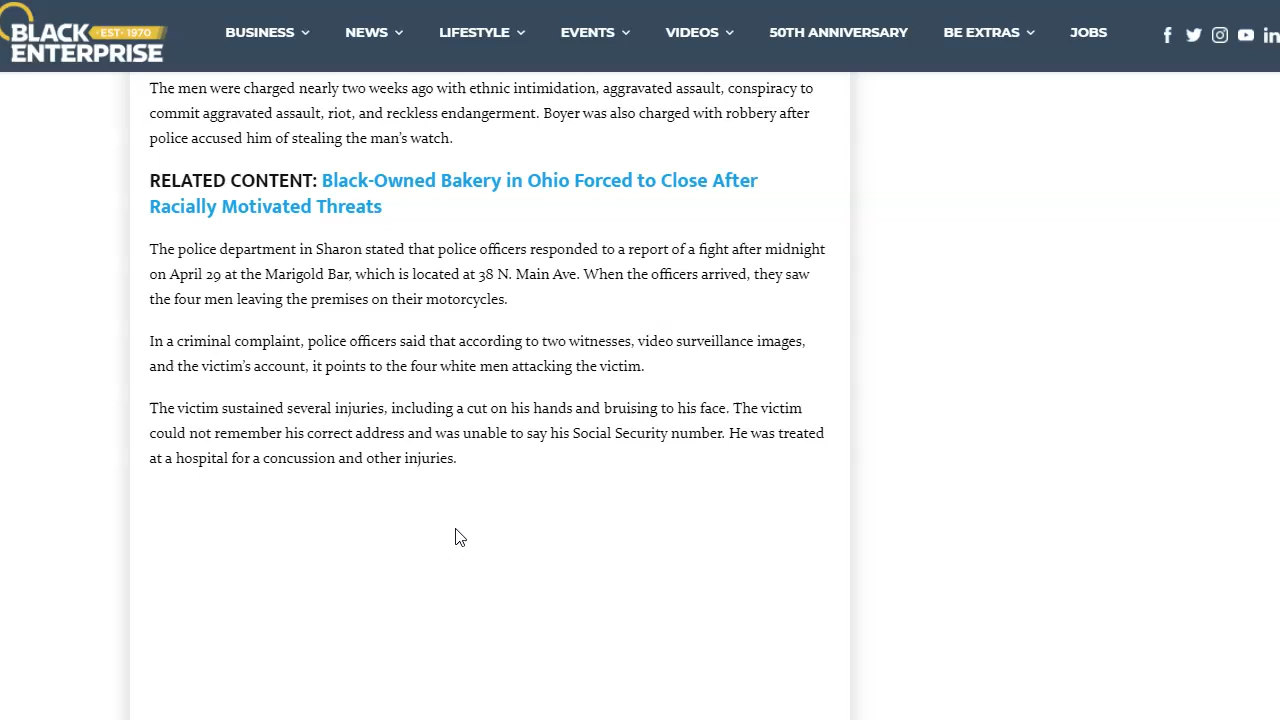 BLACK
EST· 1970
ENTERPRISE
BUSINESS
NEWS
LIFESTYLE
EVENTS
VIDEOS
50TH ANNIVERSARY
BE EXTRAS
JOBS
The men were charged nearly two weeks ago with ethnic intimidation, aggravated assault, conspiracy to
commit aggravated assault, riot, and reckless endangerment. Boyer was also charged with robbery after
police accused him of stealing the man’s watch.
RELATED CONTENT: Black-Owned Bakery in Ohio Forced to Close After
Racially Motivated Threats
The police department in Sharon stated that police officers responded to a report of a fight after midnight
on April 29 at the Marigold Bar, which is located at 38 N. Main Ave. When the officers arrived, they saw
the four men leaving the premises on their motorcycles.
In a criminal complaint, police officers said that according to two witnesses, video surveillance images,
and the victim’s account, it points to the four white men attacking the victim.
The victim sustained several injuries, including a cut on his hands and bruising to his face. The victim
could not remember his correct address and was unable to say his Social Security number. He was treated
at a hospital for a concussion and other injuries.